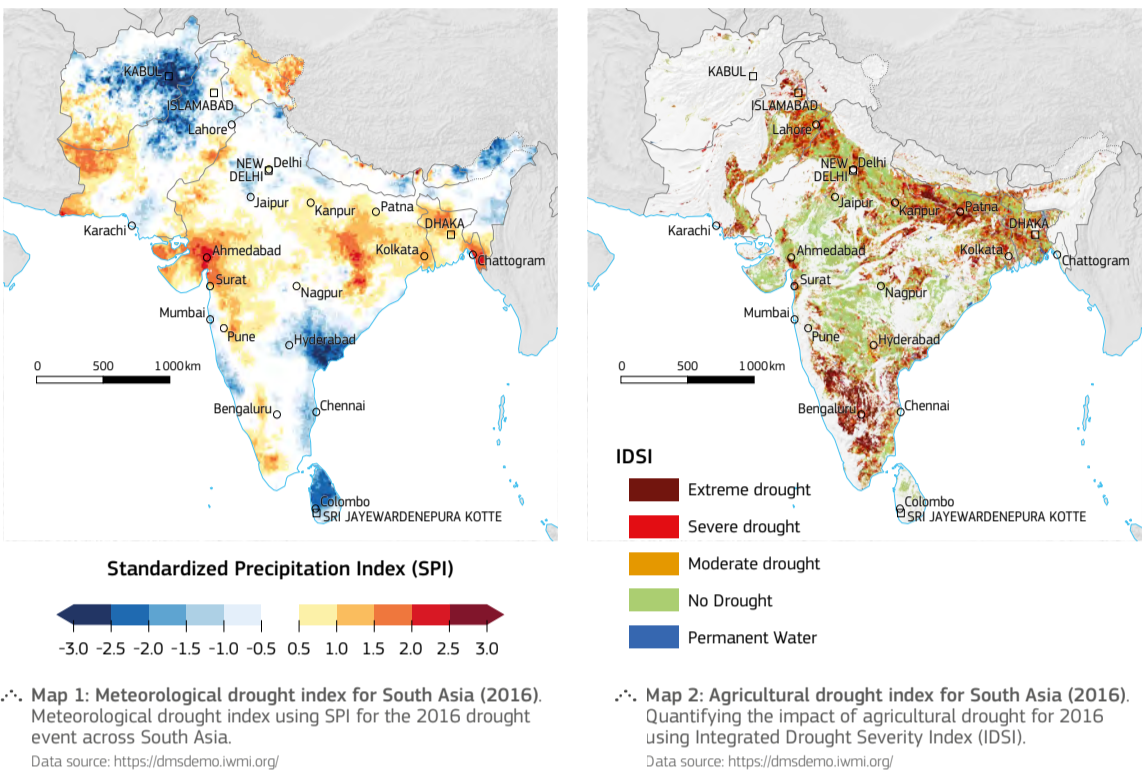 KABUL
ISLAMABAD
Lahore
NEW DELHI
Delhi
Jaipur
Kanpur
Patna
DHAKA
Karachi
Ahmedabad
Kolkata
Chattogram
Surat
Nagpur
Mumbai
Pune
Hyderabad
0 500 1000km
Bengaluru
Chennai
Colombo
SRI JAYEWARDENEPURA KOTTE
Standardized Precipitation Index (SPI)
-3.0 -2.5 -2.0 -1.5 -1.0 -0.5 0.5 1.0 1.5 2.0 2.5 3.0
Map 1: Meteorological drought index for South Asia (2016).
Meteorological drought index using SPI for the 2016 drought
event across South Asia.
Data source: https://dmsdemo.iwmi.org/
KABUL
ISLAMABAD
Lahore
NEW DELHI
Delhi
Jaipur
Kanpur
Patna
DHAKA
Karachi
Ahmedabad
Kolkata
Chattogram
Surat
Nagpur
Mumbai
Pune
Hyderabad
0 500 1000km
Bengaluru
Chennai
IDSI
Extreme drought
Colombo
SRI JAYEWARDENEPURA KOTTE
Severe drought
Moderate drought
No Drought
Permanent Water
Map 2: Agricultural drought index for South Asia (2016).
Quantifying the impact of agricultural drought for 2016
using Integrated Drought Severity Index (IDSI).
Data source: https://dmsdemo.iwmi.org/